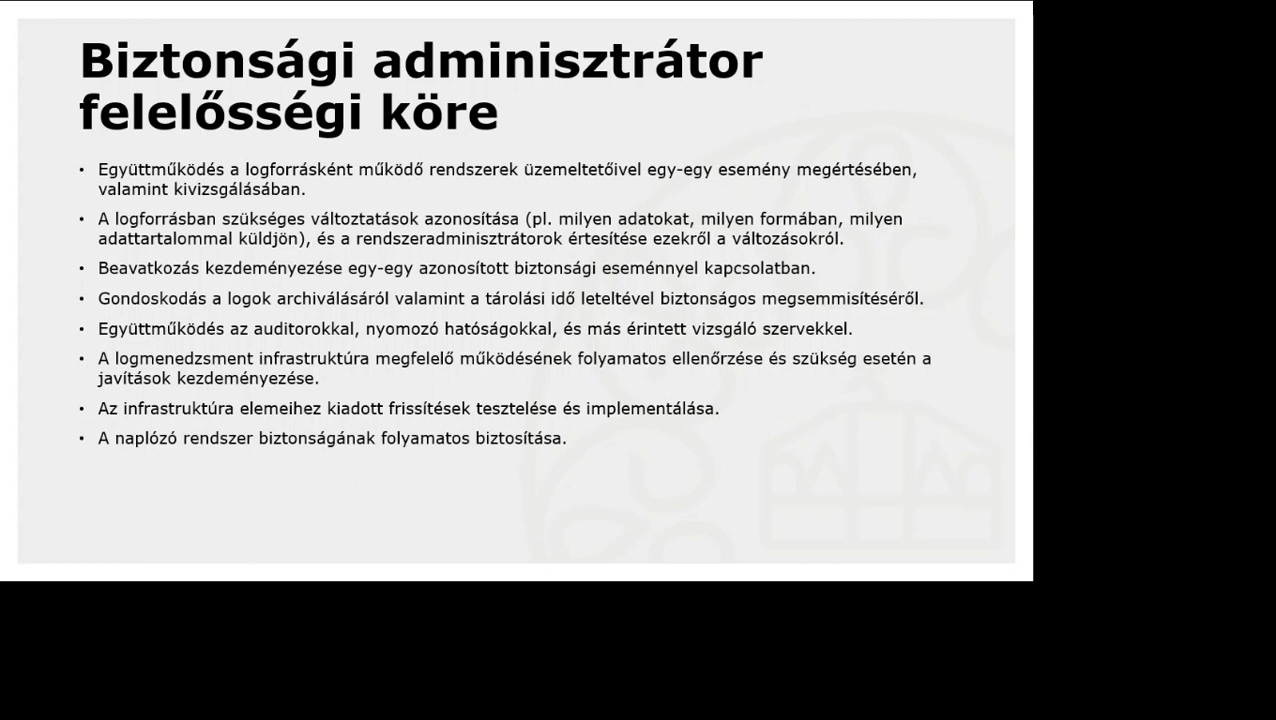 Biztonsági adminisztrátor
felelősségi köre
• Együttműködés a logforrásként működő rendszerek üzemeltetőivel egy-egy esemény megértésében,
valamint kivizsgálásában.
• A logforrásban szükséges változtatások azonosítása (pl. milyen adatokat, milyen formában, milyen
adattartalommal küldjön), és a rendszeradminisztrátorok értesítése ezekről a változásokról.
• Beavatkozás kezdeményezése egy-egy azonosított biztonsági eseménnyel kapcsolatban.
• Gondoskodás a logok archiválásáról valamint a tárolási idő leteltével biztonságos megsemmisítéséről.
• Együttműködés az auditorokkal, nyomozó hatóságokkal, és más érintett vizsgáló szervekkel.
• A logmenedzsment infrastruktúra megfelelő működésének folyamatos ellenőrzése és szükség esetén a
javítások kezdeményezése.
• Az infrastruktúra elemeihez kiadott frissítések tesztelése és implementálása.
• A naplózó rendszer biztonságának folyamatos biztosítása.